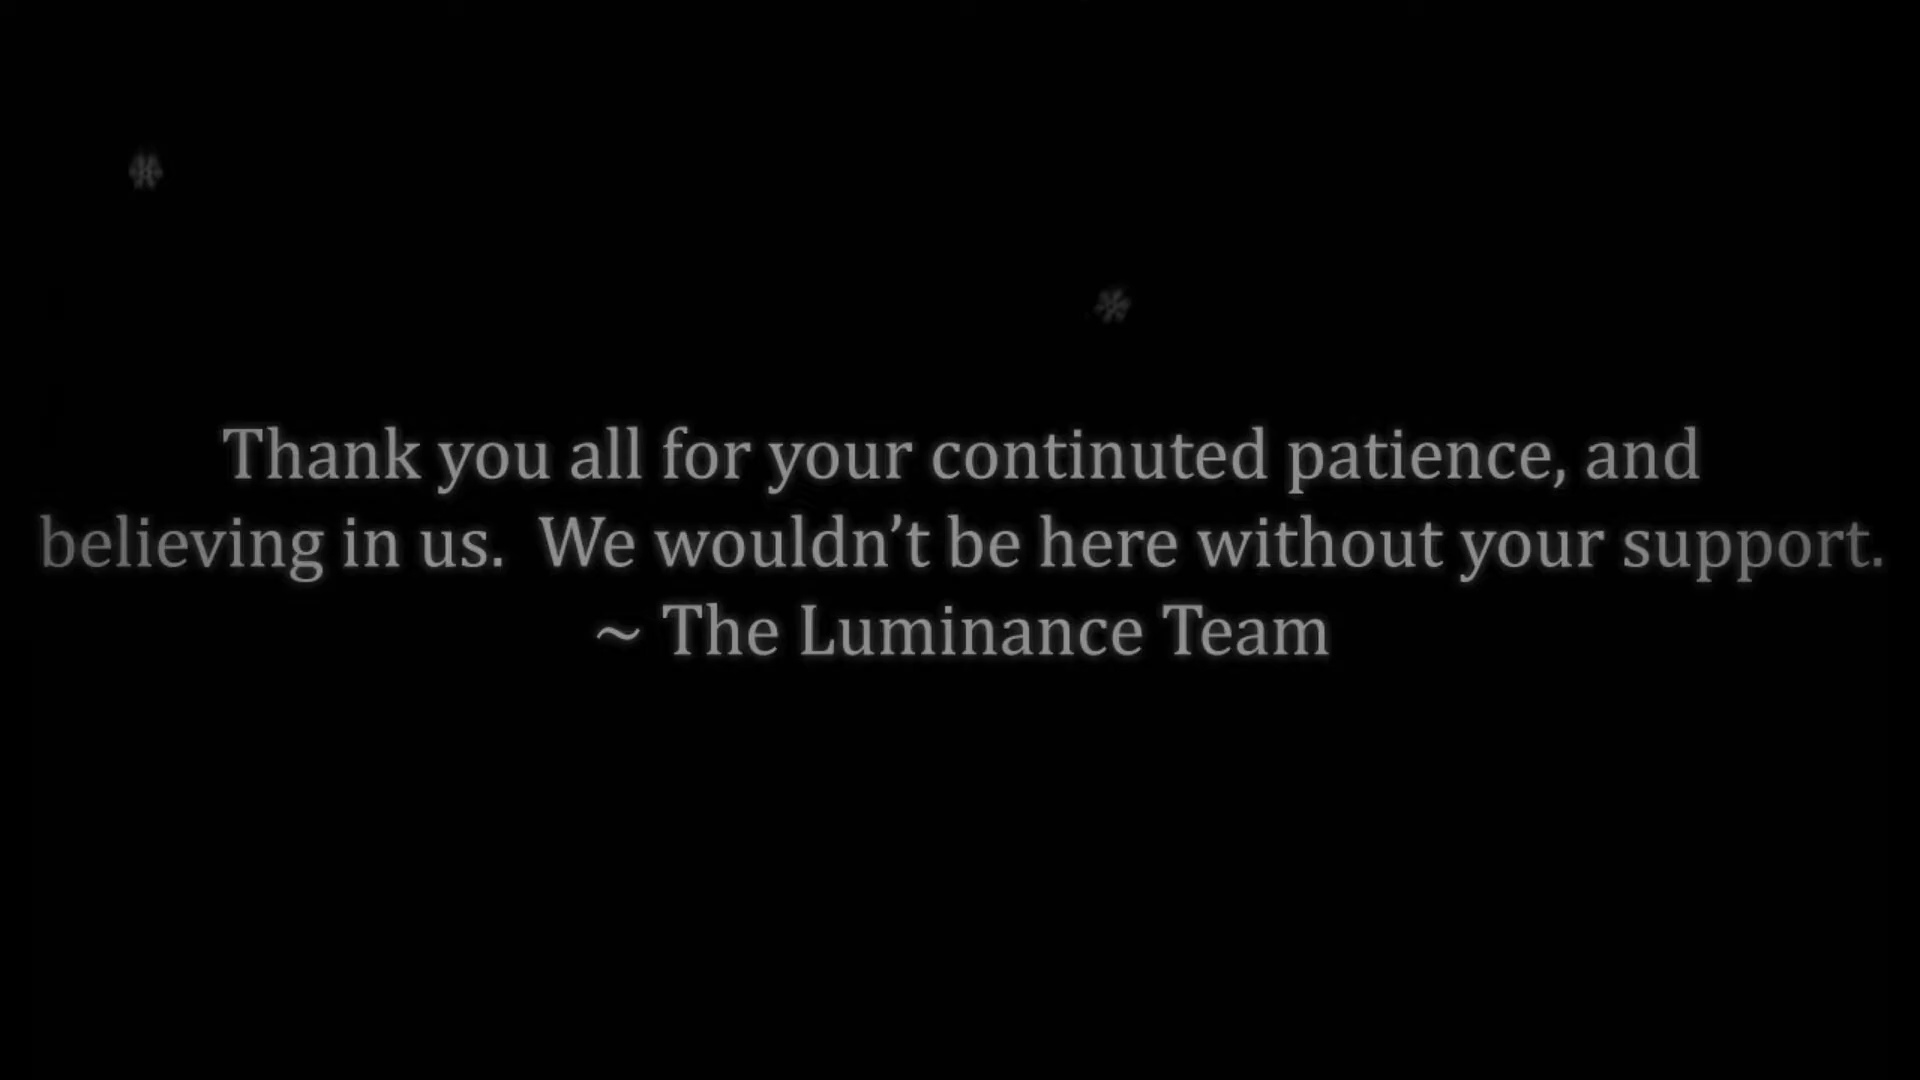 Thank you all for your continuted patience, and
believing in us.  We wouldn’t be here without your support.
~ The Luminance Team